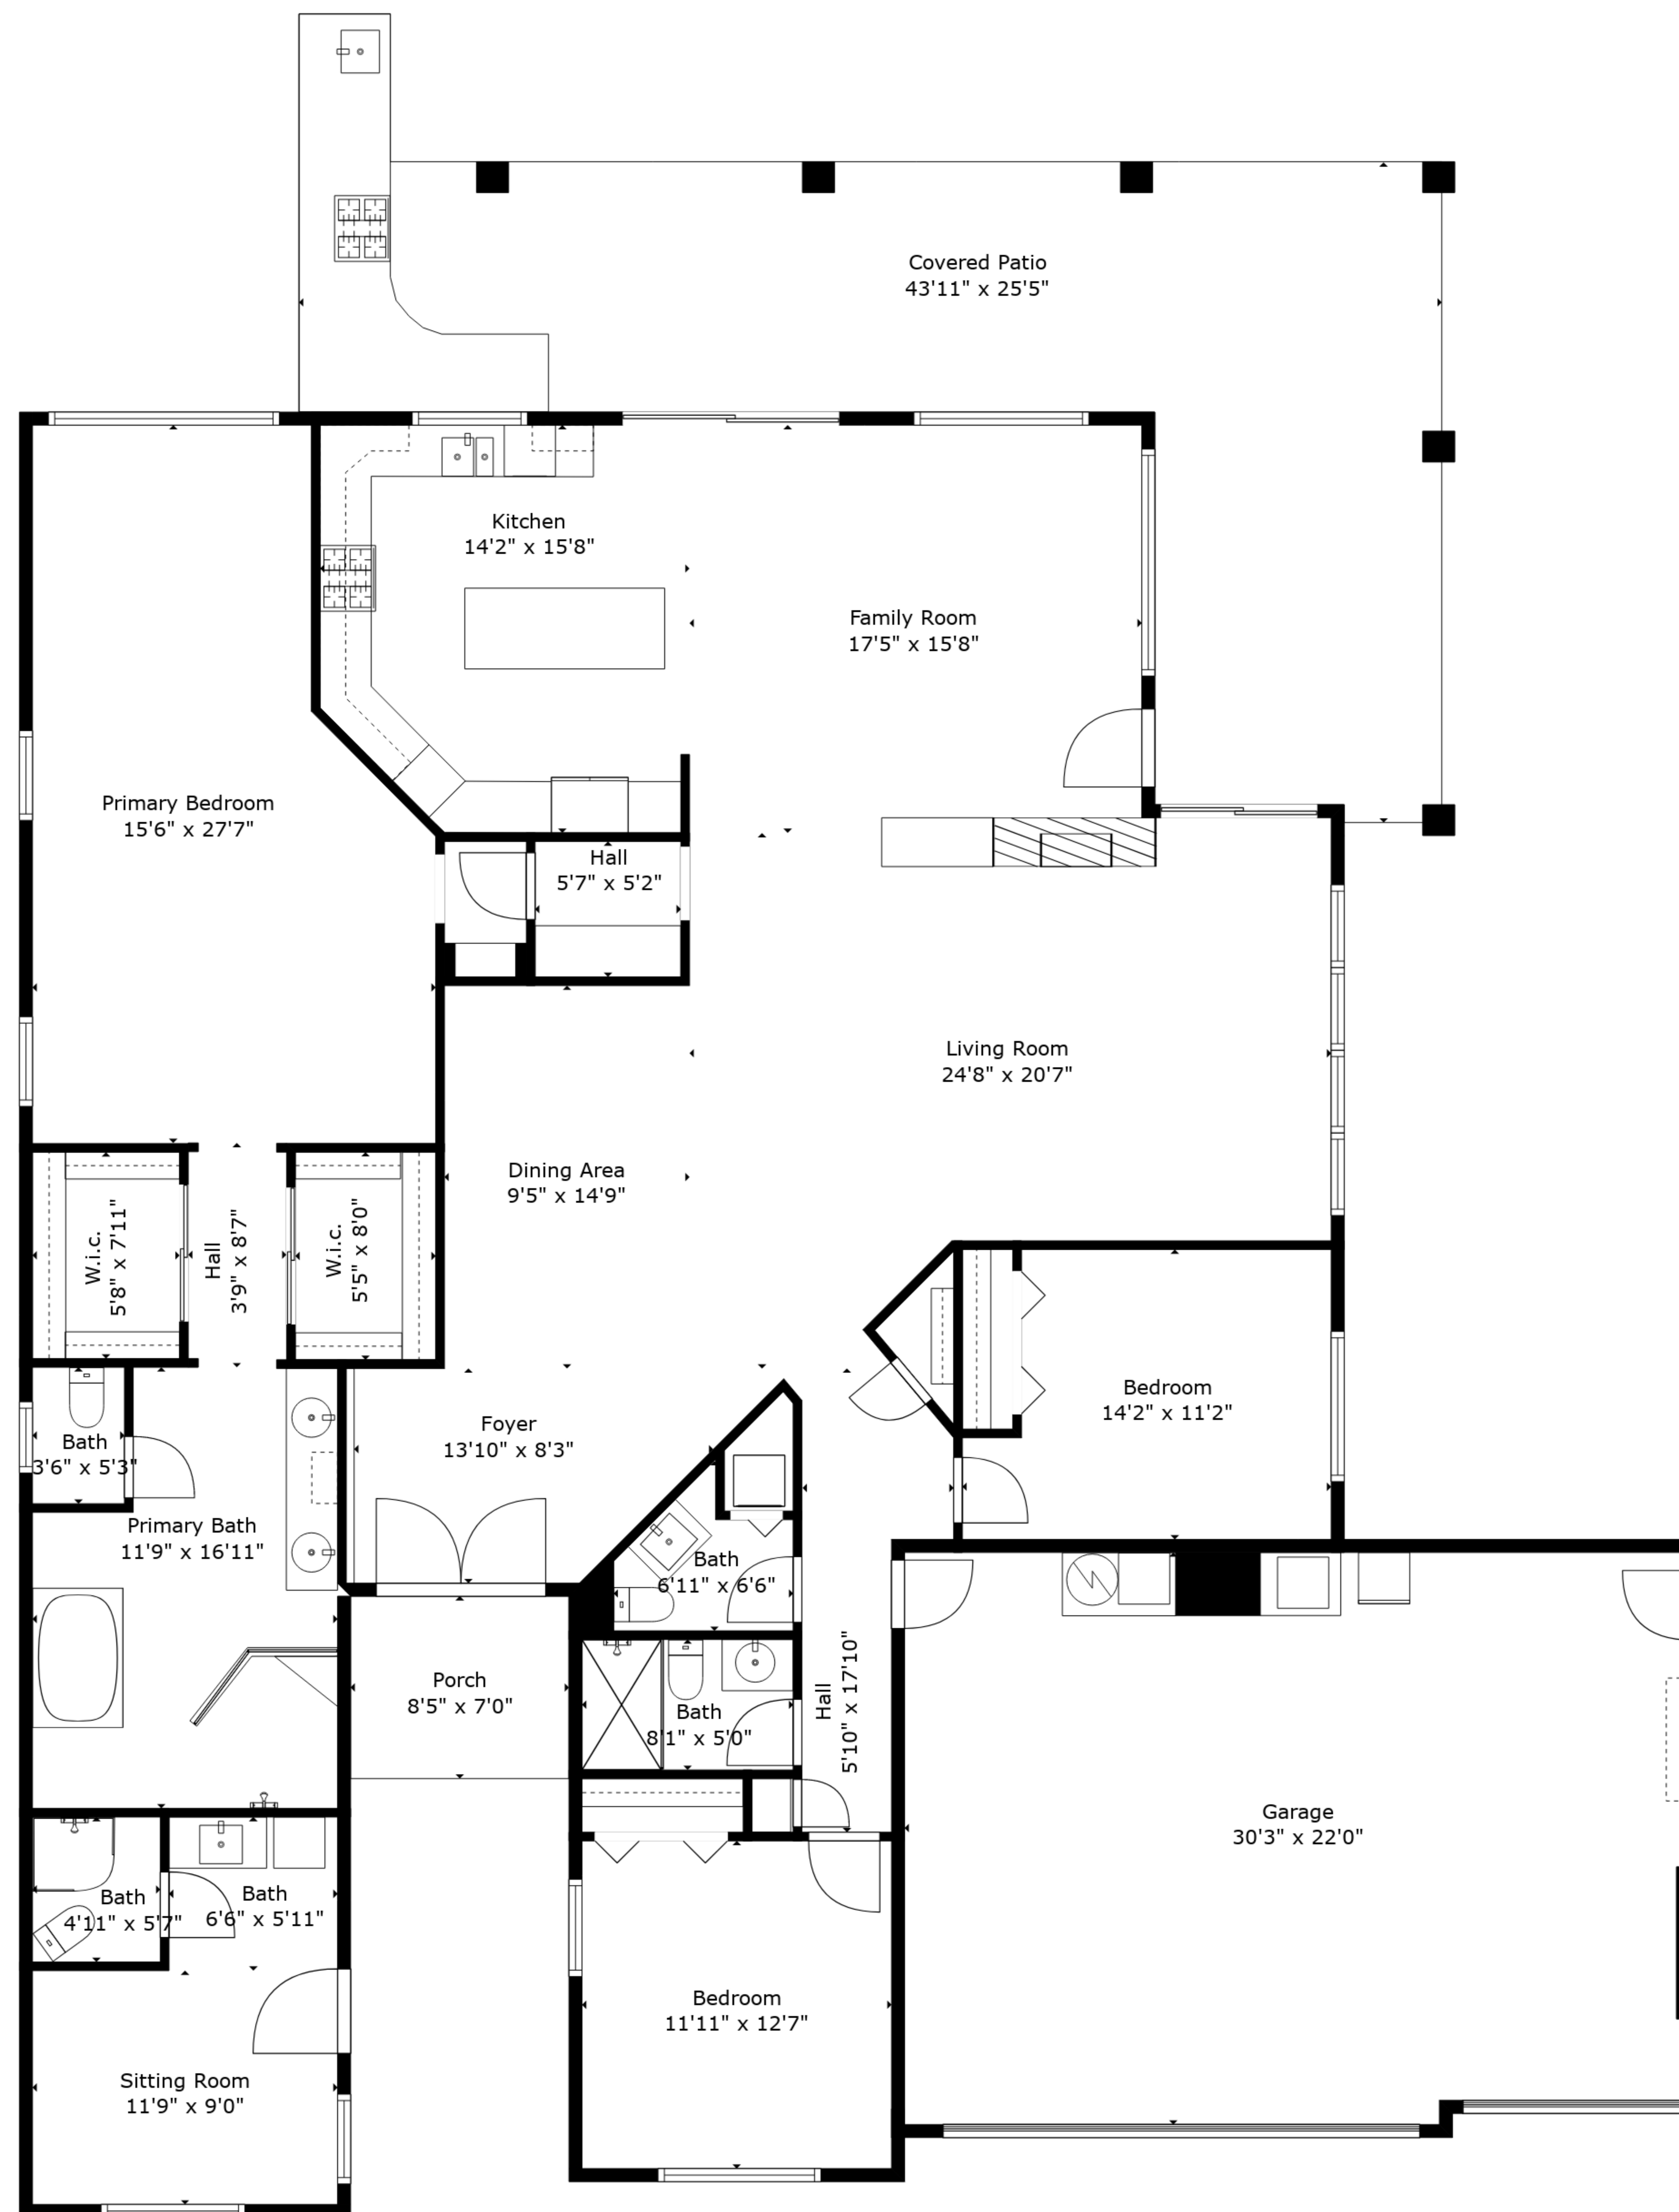 Covered Patio
43'11" x 25'5"
Kitchen
14'2" x 15'8"
Family Room
17'5" x 15'8"
Primary Bedroom
15'6" x 27'7"
Hall
5'7" x 5'2"
Living Room
24'8" x 20'7"
Dining Area
9'5" x 14'9"
W.i.c.
5'8" x 7'11"
Hall
3'9" x 8'7"
W.i.c.
5'5" x 8'0"
Bedroom
14'2" x 11'2"
Foyer
13'10" x 8'3"
Bath
3'6" x 5'3"
Primary Bath
11'9" x 16'11"
Bath
6'11" x 6'6"
Porch
8'5" x 7'0"
Bath
8'1" x 5'0"
Hall
5'10" x 17'10"
Garage
30'3" x 22'0"
Bath
4'11" x 5'7"
Bath
6'6" x 5'11"
Bedroom
11'11" x 12'7"
Sitting Room
11'9" x 9'0"